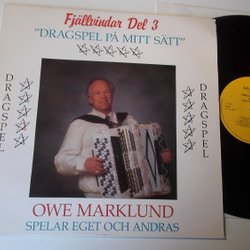 Fjällvindar Del 3
"DRAGSPEL PÅ MITT SÄTT"
DRAGSPEL
DRAGSPEL
OWE MARKLUND
SPELAR EGET OCH ANDRAS